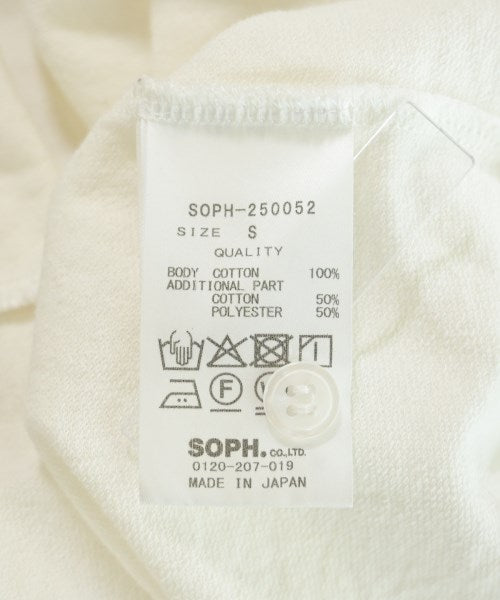 SOPH-250052
SIZE S
QUALITY
BODY COTTON 100%
ADDITIONAL PART
COTTON 50%
POLYESTER 50%
F
SOPH. CO.,LTD.
0120-207-019
MADE IN JAPAN